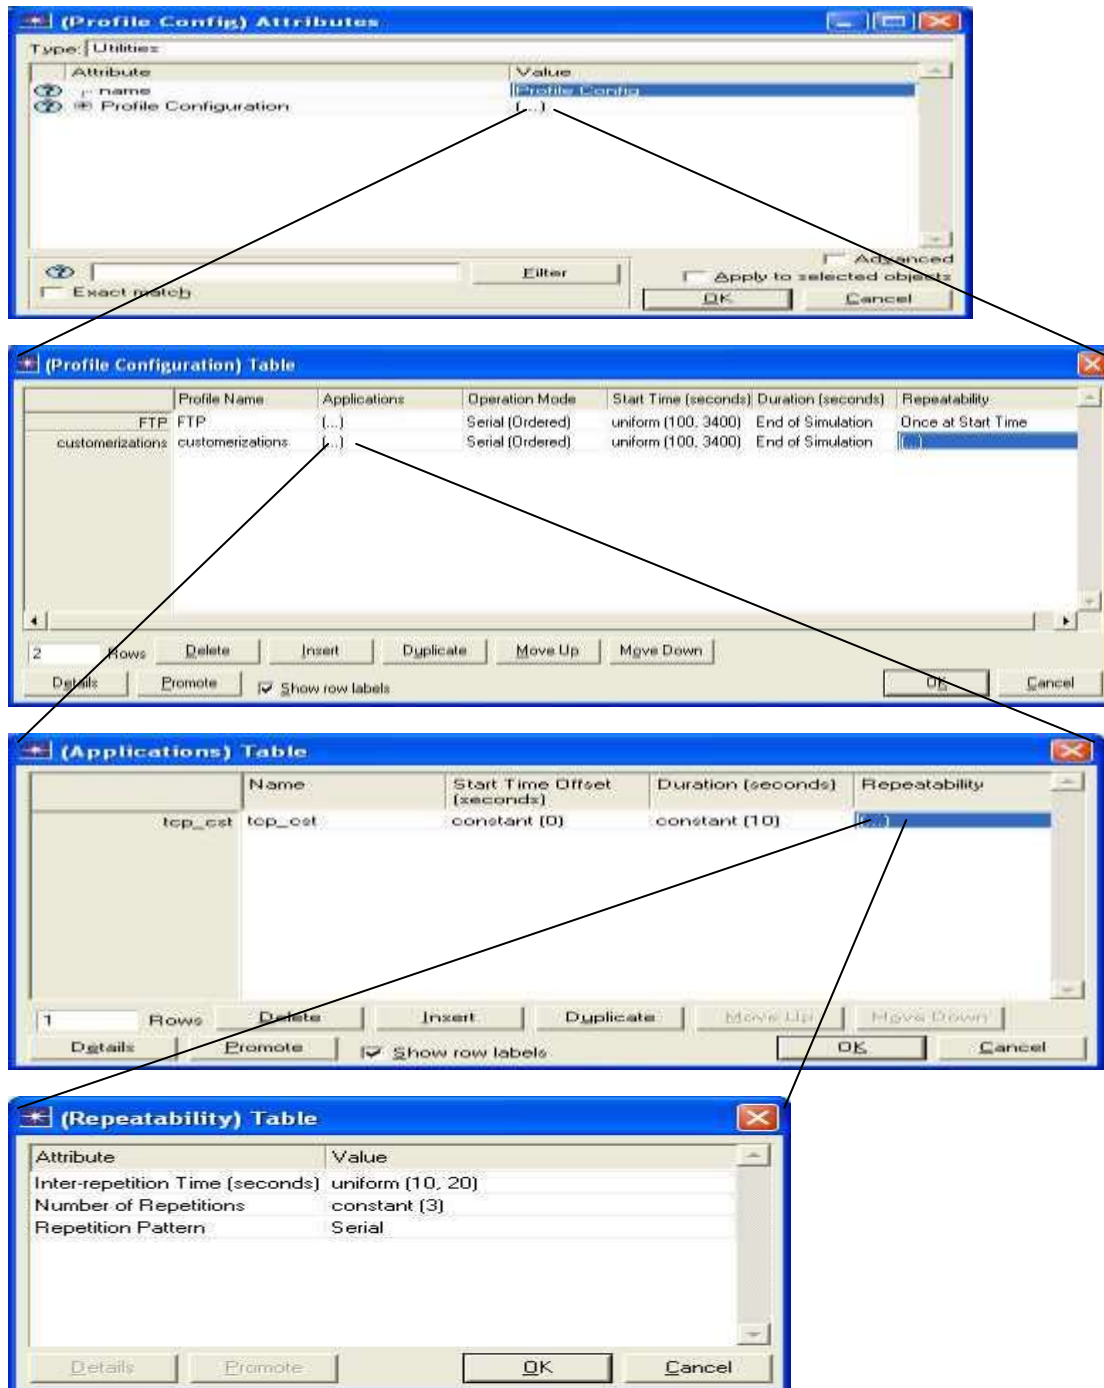 (Profile Config) Attributes
Type: Utilities
Attribute Value
name Profile Config
Profile Configuration (...)
Advanced
Filter Apply to selected objects
Exact match OK Cancel
(Profile Configuration) Table
Profile Name Applications Operation Mode Start Time (seconds) Duration (seconds) Repeatability
FTP FTP (...) Serial (Ordered) uniform (100, 3400) End of Simulation Once at Start Time
customerizations customerizations (...) Serial (Ordered) uniform (100, 3400) End of Simulation (...)
2 Rows Delete Insert Duplicate Move Up Move Down
Details Promote Show row labels OK Cancel
(Applications) Table
Name Start Time Offset (seconds) Duration (seconds) Repeatability
tcp_cst tcp_cst constant (0) constant (10) (...)
1 Rows Delete Insert Duplicate Move Up Move Down
Details Promote Show row labels OK Cancel
(Repeatability) Table
Attribute Value
Inter-repetition Time (seconds) uniform (10, 20)
Number of Repetitions constant (3)
Repetition Pattern Serial
Details Promote OK Cancel